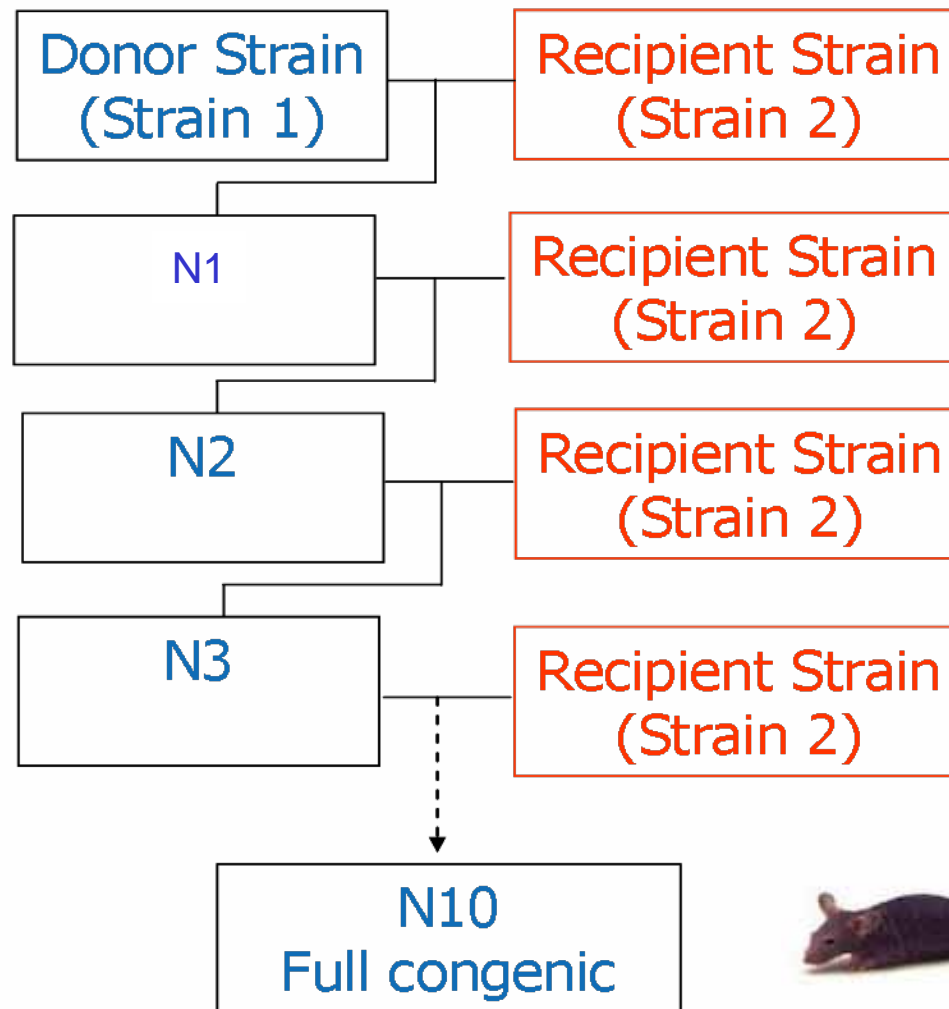 Donor Strain
(Strain 1)
Recipient Strain
(Strain 2)
N1
Recipient Strain
(Strain 2)
N2
Recipient Strain
(Strain 2)
N3
Recipient Strain
(Strain 2)
N10
Full congenic